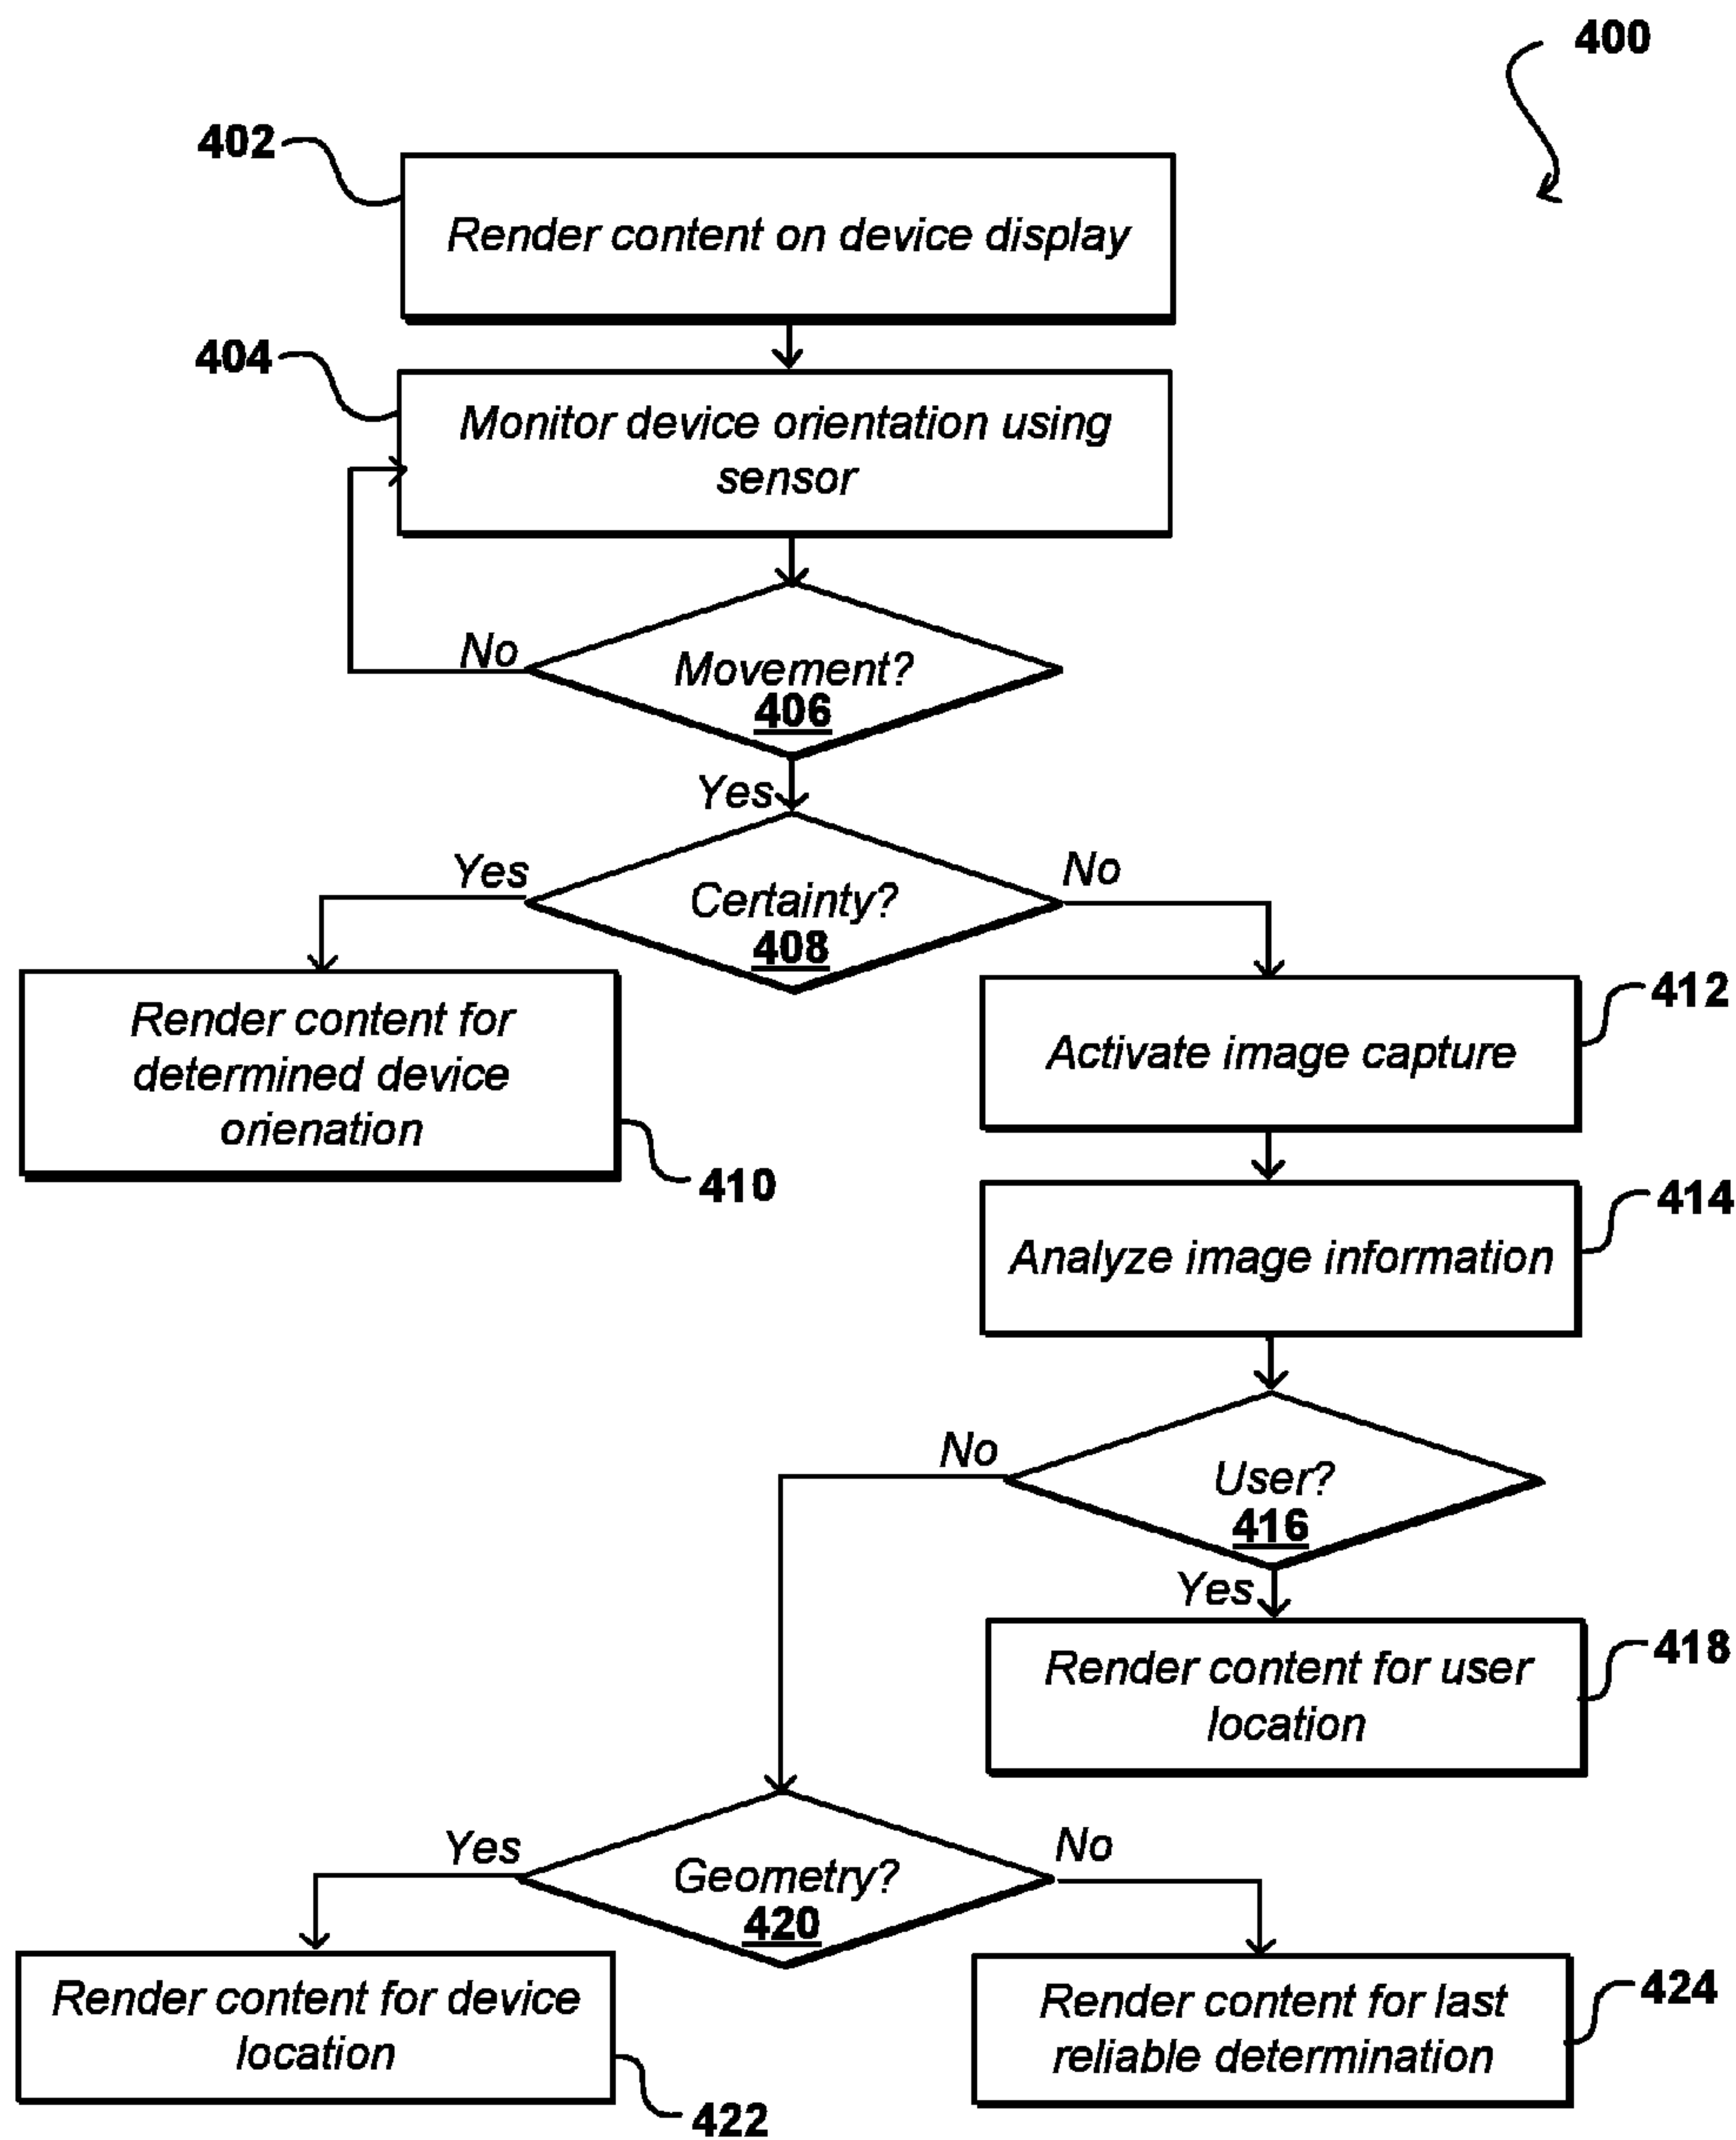 400
402
Render content on device display
404
Monitor device orientation using
sensor
No
Movement?
406
Yes
Yes
No
Certainty?
408
Render content for
determined device
orienation
410
412
Activate image capture
414
Analyze image information
No
User?
416
Yes
418
Render content for user
location
Yes
No
Geometry?
420
Render content for device
location
422
424
Render content for last
reliable determination